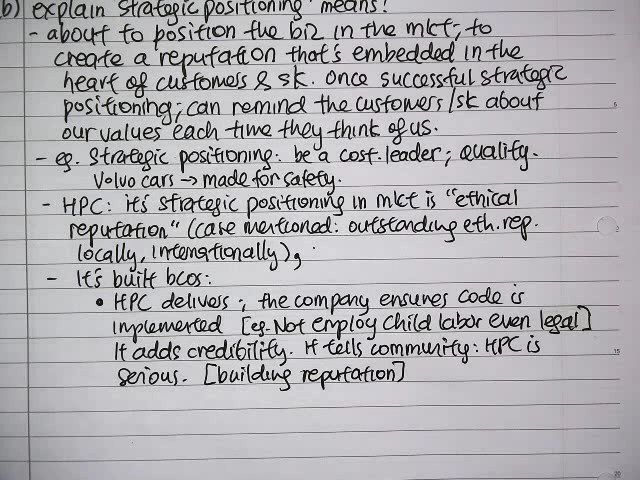 b) explain strategic positioning means!
- about to position the biz in the mkt; to
create a reputation that's embedded in the
heart of customers & sk. once successful strategic
positioning; can remind the customers/sk about
our values each time they think of us.
- eg. strategic positioning: be a cost leader; quality.
Volvo cars → made for safety.
- HPC: it's strategic positioning in mkt is "ethical
reputation" (case mentioned: outstanding eth. rep.
locally, internationally),
- It's built bcos:
• HPC delivers; the company ensures code is
implemented [eg. Not employ child labor even legal]
It adds credibility. It tells community: HPC is
serious. [building reputation]
5
15
20